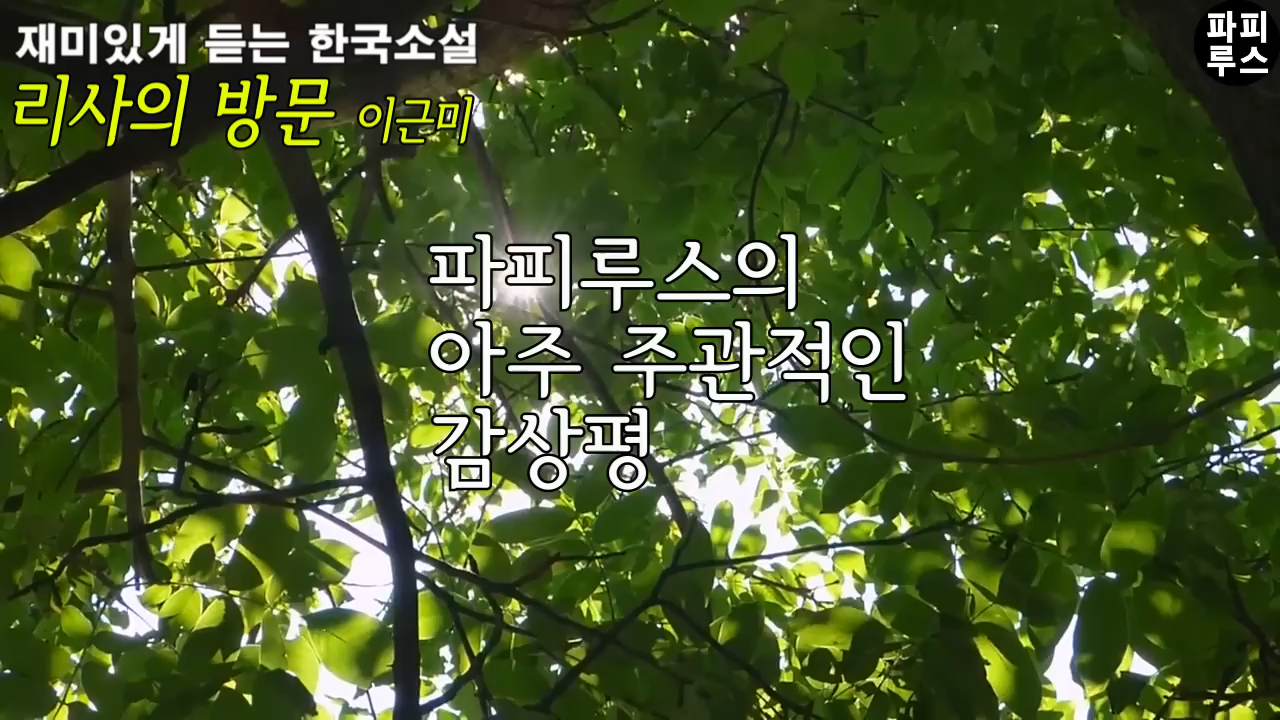 재미있게 듣는 한국소설
리사의 방문 이근미
파피
루스
파피루스의
아주 주관적인
감상평